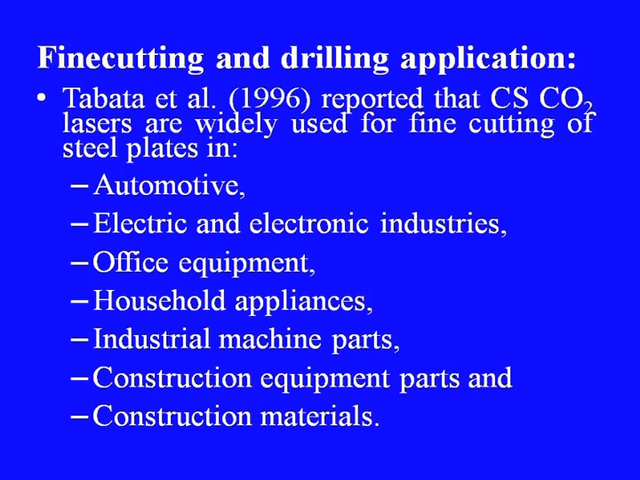 Finecutting and drilling application:
• Tabata et al. (1996) reported that CS CO₂
lasers are widely used for fine cutting of
steel plates in:
–Automotive,
–Electric and electronic industries,
–Office equipment,
–Household appliances,
–Industrial machine parts,
–Construction equipment parts and
–Construction materials.